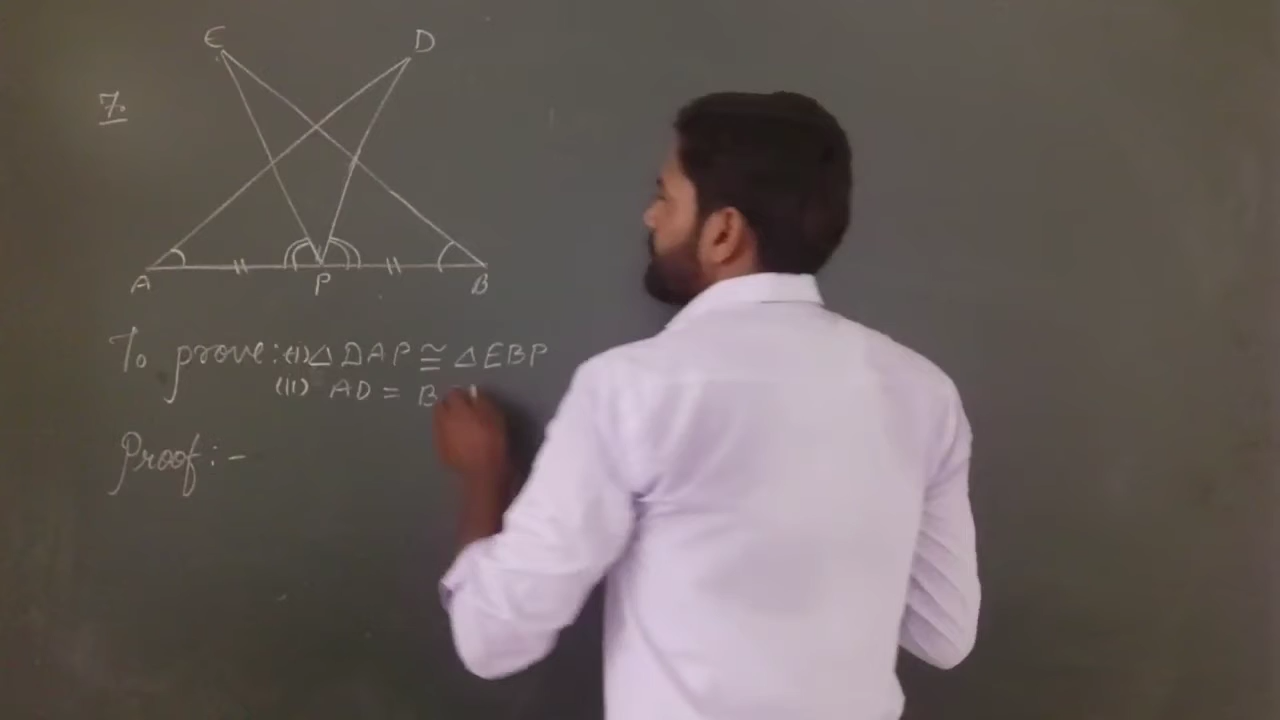 E D
7.
A P B
To prove:- (i) △DAP ≅ △EBP
(ii) AD = B
Proof :-